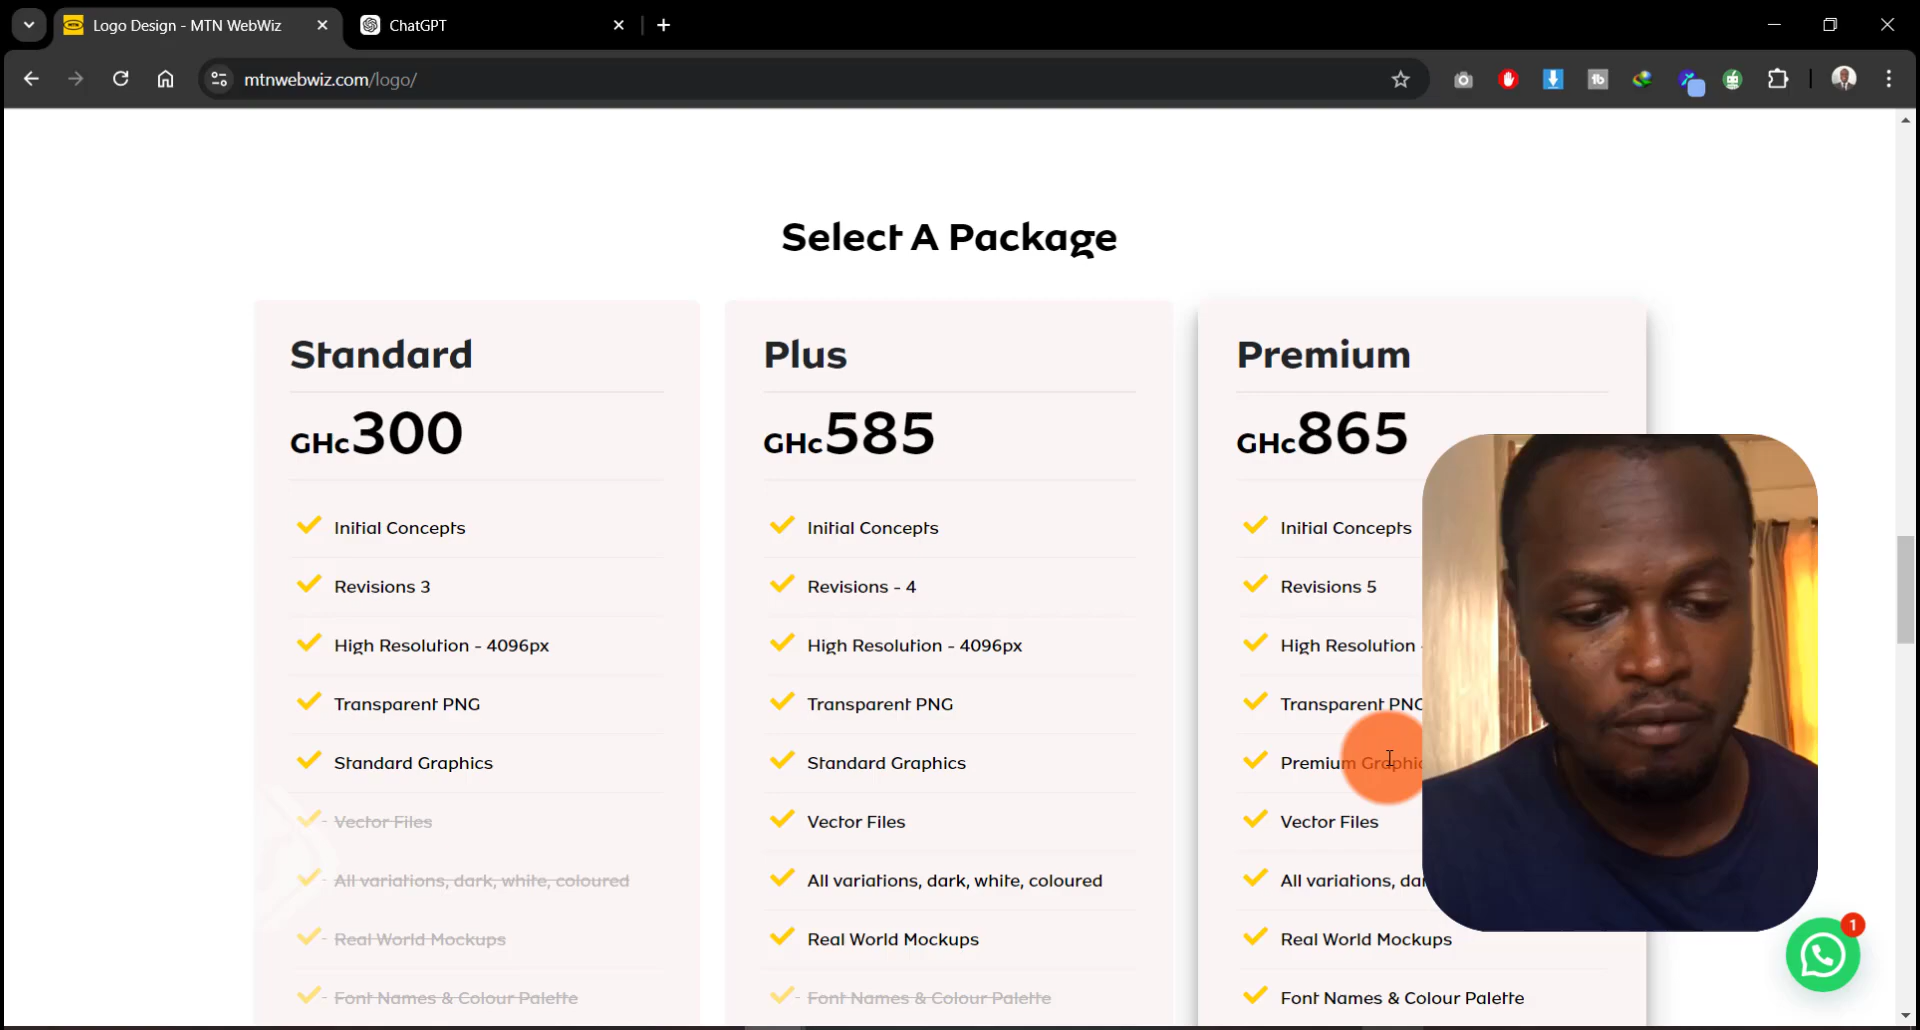 Logo Design - MTN WebWiz
ChatGPT
mtnwebwiz.com/logo/
Select A Package
Standard
GHc300
Initial Concepts
Revisions 3
High Resolution - 4096px
Transparent PNG
Standard Graphics
Vector Files
All variations, dark, white, coloured
Real World Mockups
Font Names & Colour Palette
Plus
GHc585
Initial Concepts
Revisions - 4
High Resolution - 4096px
Transparent PNG
Standard Graphics
Vector Files
All variations, dark, white, coloured
Real World Mockups
Font Names & Colour Palette
Premium
GHc865
Initial Concepts
Revisions 5
High Resolution -
Transparent PNG
Premium Graphic
Vector Files
All variations, dar
Real World Mockups
Font Names & Colour Palette
1